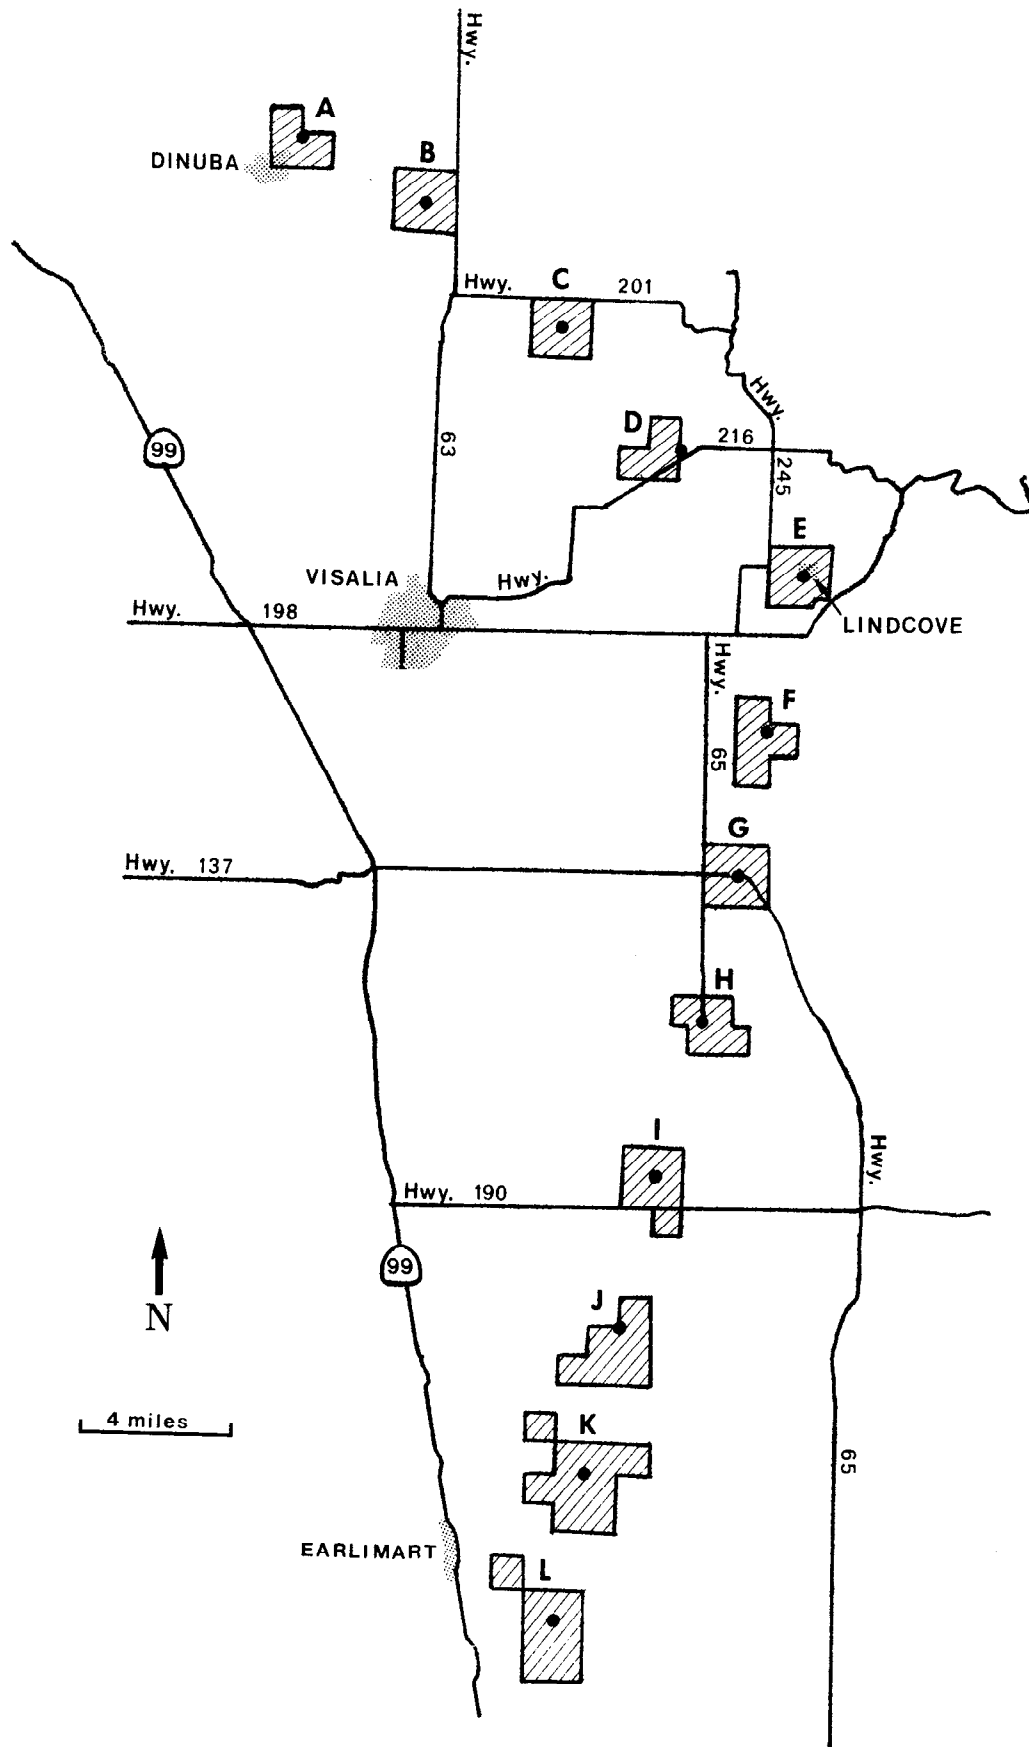 Hwy.
A
DINUBA
B
Hwy.
C
201
Hwy.
D
216
99
63
245
E
VISALIA
Hwy.
Hwy.
198
LINDCOVE
Hwy.
F
65
G
Hwy. 137
H
I
Hwy.
Hwy. 190
99
N
J
4 miles
K
65
EARLIMART
L